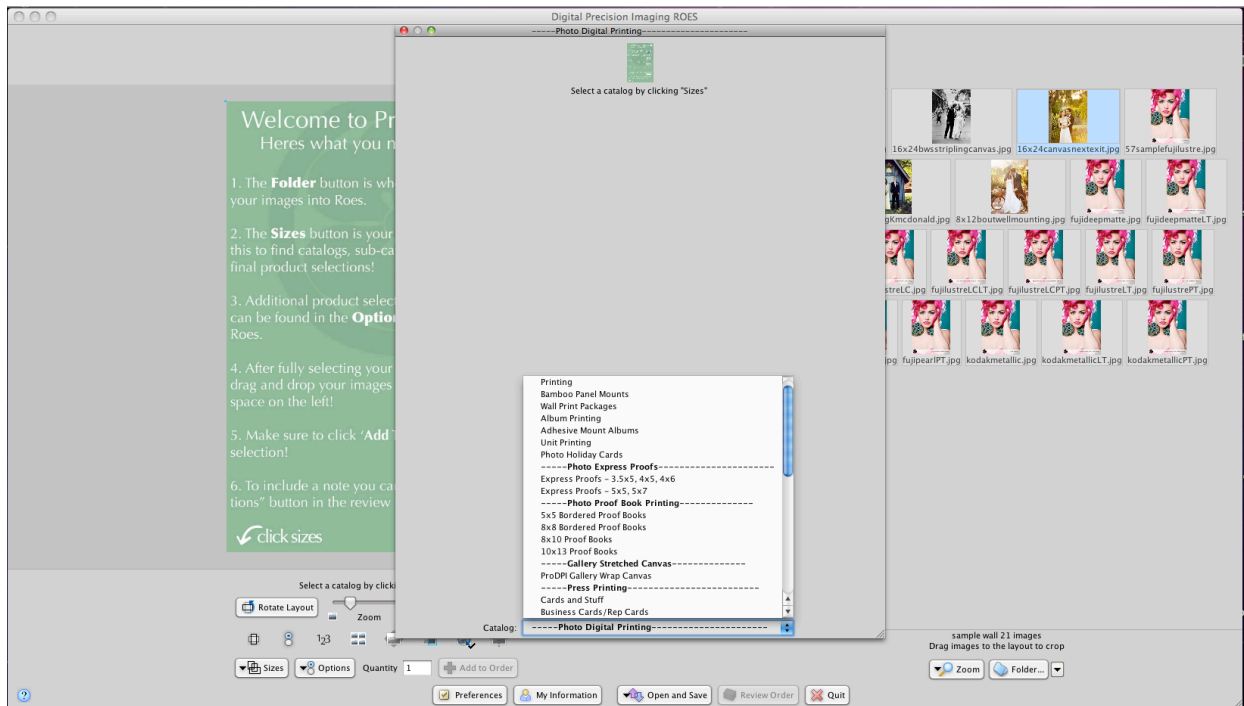 Digital Precision Imaging ROES
-----Photo Digital Printing----------------------
Select a catalog by clicking "Sizes"
Welcome to Pr
Heres what you n
1. The Folder button is wh
your images into Roes.
2. The Sizes button is your
this to find catalogs, sub-ca
final product selections!
3. Additional product select
can be found in the Option
Roes.
4. After fully selecting your
drag and drop your images
space on the left!
5. Make sure to click ‘Add T
selection!
6. To include a note you ca
tions” button in the review
click sizes
16x24bwsstriplingcanvas.jpg 16x24canvasnextexit.jpg 57samplefujilustre.jpg
gKmcdonald.jpg 8x12boutwellmounting.jpg fujideepmatte.jpg fujideepmatteLT.jpg
streLC.jpg fujilustreLCLT.jpg fujilustreLCPT.jpg fujilustreLT.jpg fujilustrePT.jpg
jpg fujipearlPT.jpg kodakmetallic.jpg kodakmetallicLT.jpg kodakmetallicPT.jpg
Printing
Bamboo Panel Mounts
Wall Print Packages
Album Printing
Adhesive Mount Albums
Unit Printing
Photo Holiday Cards
-----Photo Express Proofs----------------------
Express Proofs - 3.5x5, 4x5, 4x6
Express Proofs - 5x5, 5x7
-----Photo Proof Book Printing--------------
5x5 Bordered Proof Books
8x8 Bordered Proof Books
8x10 Proof Books
10x13 Proof Books
-----Gallery Stretched Canvas--------------
ProDPI Gallery Wrap Canvas
-----Press Printing-------------------------
Cards and Stuff
Business Cards/Rep Cards
Catalog: -----Photo Digital Printing----------------------
Select a catalog by clicki
Rotate Layout
Zoom
123
Sizes Options Quantity 1 Add to Order
sample wall 21 images
Drag images to the layout to crop
Zoom Folder...
? Preferences My Information Open and Save Review Order Quit